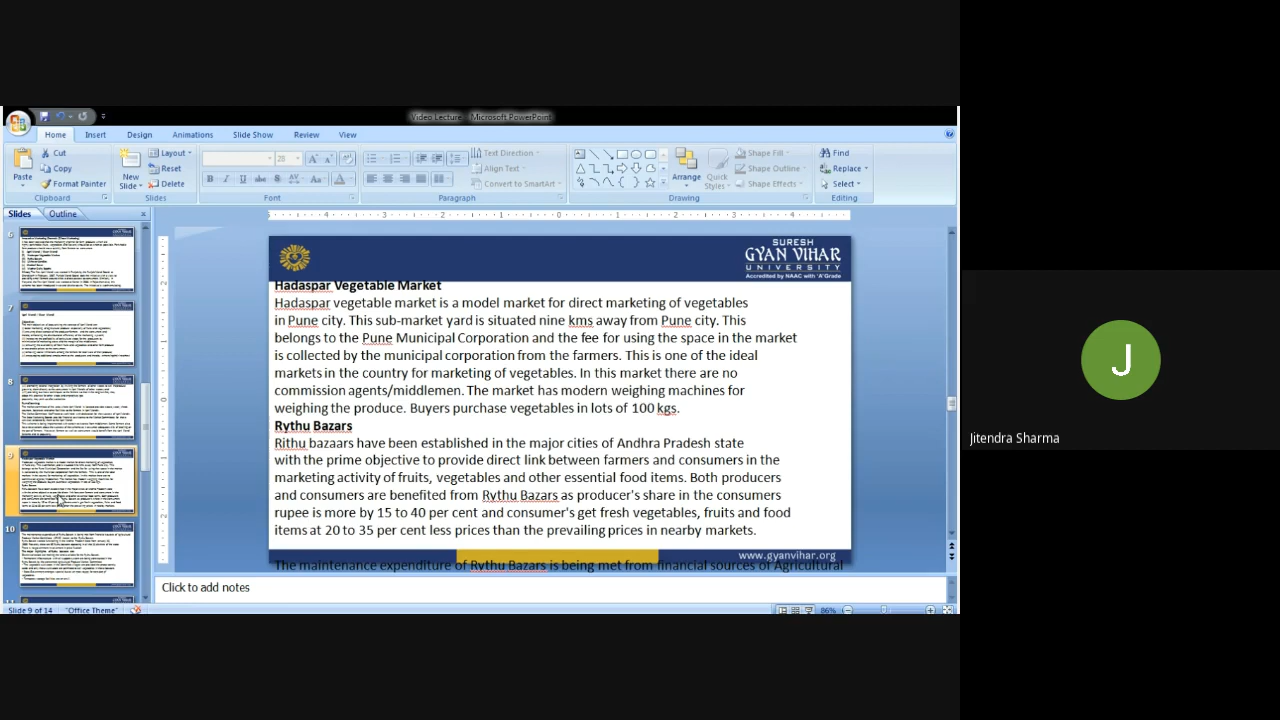 Video Lecture - Microsoft PowerPoint
Home Insert Design Animations Slide Show Review View
Paste
Cut
Copy
Format Painter
Clipboard
New Slide
Layout
Reset
Delete
Slides
28
Font
Text Direction
Align Text
Convert to SmartArt
Paragraph
Arrange
Quick Styles
Shape Fill
Shape Outline
Shape Effects
Drawing
Find
Replace
Select
Editing
Slides Outline
6
7
8
9
10
SURESH
GYAN VIHAR
UNIVERSITY
Accredited by NAAC with 'A'Grade
Hadaspar Vegetable Market
Hadaspar vegetable market is a model market for direct marketing of vegetables
in Pune city. This sub-market yard is situated nine kms away from Pune city. This
belongs to the Pune Municipal Corporation and the fee for using the space in the market
is collected by the municipal corporation from the farmers. This is one of the ideal
markets in the country for marketing of vegetables. In this market there are no
commission agents/middlemen. The market has modern weighing machines for
weighing the produce. Buyers purchase vegetables in lots of 100 kgs.
Rythu Bazars
Rithu bazaars have been established in the major cities of Andhra Pradesh state
with the prime objective to provide direct link between farmers and consumers in the
marketing activity of fruits, vegetables and other essential food items. Both producers
and consumers are benefited from Rythu Bazars as producer's share in the consumers
rupee is more by 15 to 40 per cent and consumer's get fresh vegetables, fruits and food
items at 20 to 35 per cent less prices than the prevailing prices in nearby markets.
www.gyanvihar.org
The maintenance expenditure of Rythu Bazars is being met from financial sources of Agricultural
Click to add notes
Slide 9 of 14 "Office Theme" 86%
J
Jitendra Sharma